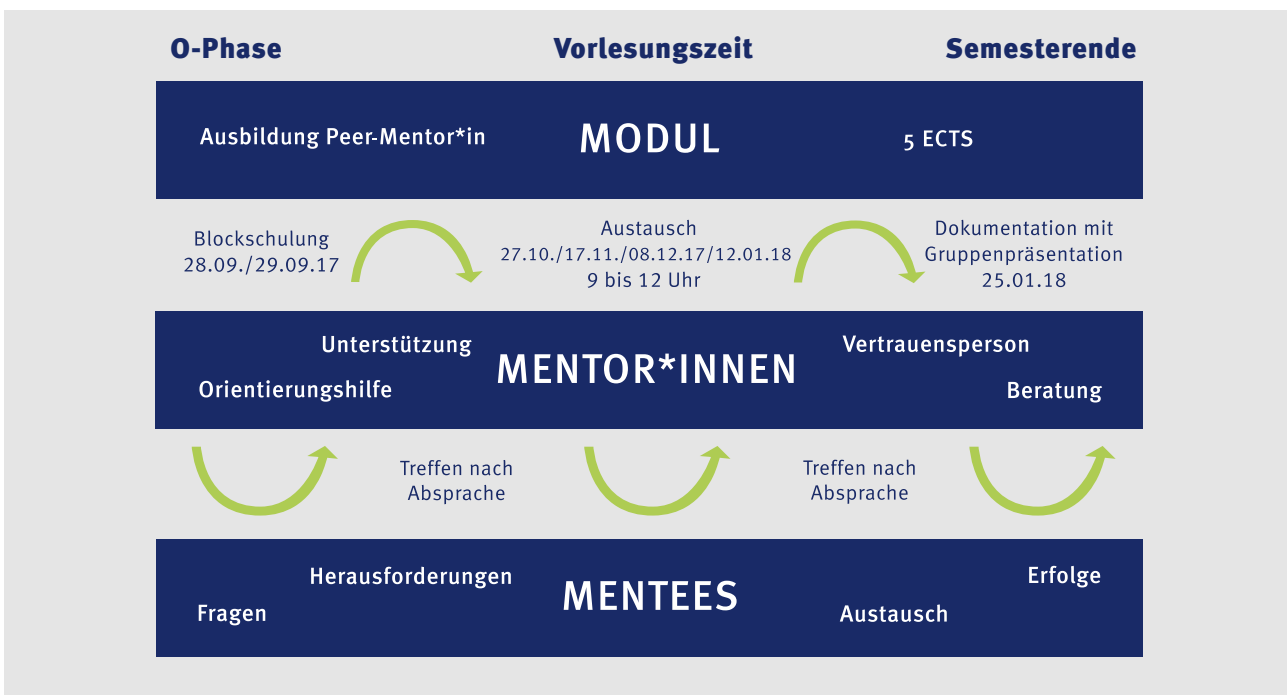 O-Phase
Vorlesungszeit
Semesterende
Ausbildung Peer-Mentor*in
MODUL
5 ECTS
Blockschulung
28.09./29.09.17
Austausch
27.10./17.11./08.12.17/12.01.18
9 bis 12 Uhr
Dokumentation mit
Gruppenpräsentation
25.01.18
Unterstützung
Orientierungshilfe
MENTOR*INNEN
Vertrauensperson
Beratung
Treffen nach
Absprache
Treffen nach
Absprache
Herausforderungen
Fragen
MENTEES
Erfolge
Austausch